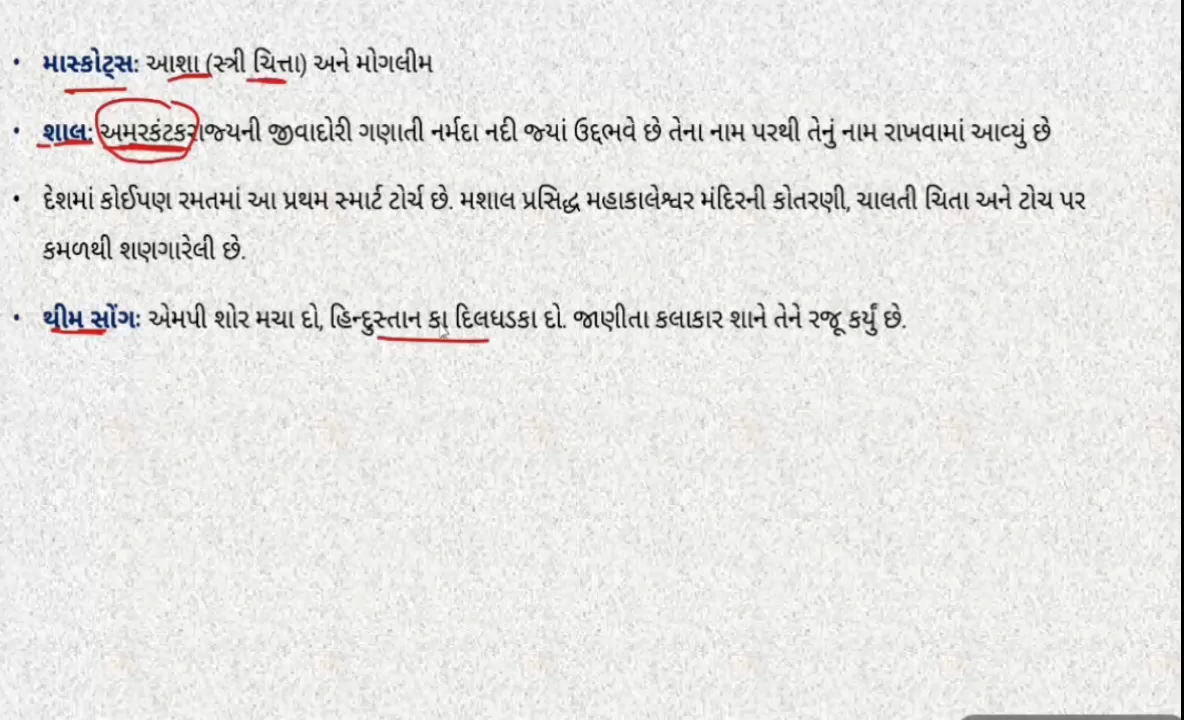 • માસ્કોટ્સ: આશા (સ્ત્રી ચિત્તા) અને મોગલીમ
• શાલ: અમરકંટકરાજ્યની જીવાદોરી ગણાતી નર્મદા નદી જ્યાં ઉદ્દભવે છે તેના નામ પરથી તેનું નામ રાખવામાં આવ્યું છે
• દેશમાં કોઈપણ રમતમાં આ પ્રથમ સ્માર્ટ ટોર્ચ છે. મશાલ પ્રસિદ્ધ મહાકાલેશ્વર મંદિરની કોતરણી, ચાલતી ચિતા અને ટોચ પર
કમળથી શણગારેલી છે.
• થીમ સોંગ: એમપી શોર મચા દો, હિન્દુસ્તાન કા દિલધડકા દો. જાણીતા કલાકાર શાને તેને રજૂ કર્યું છે.